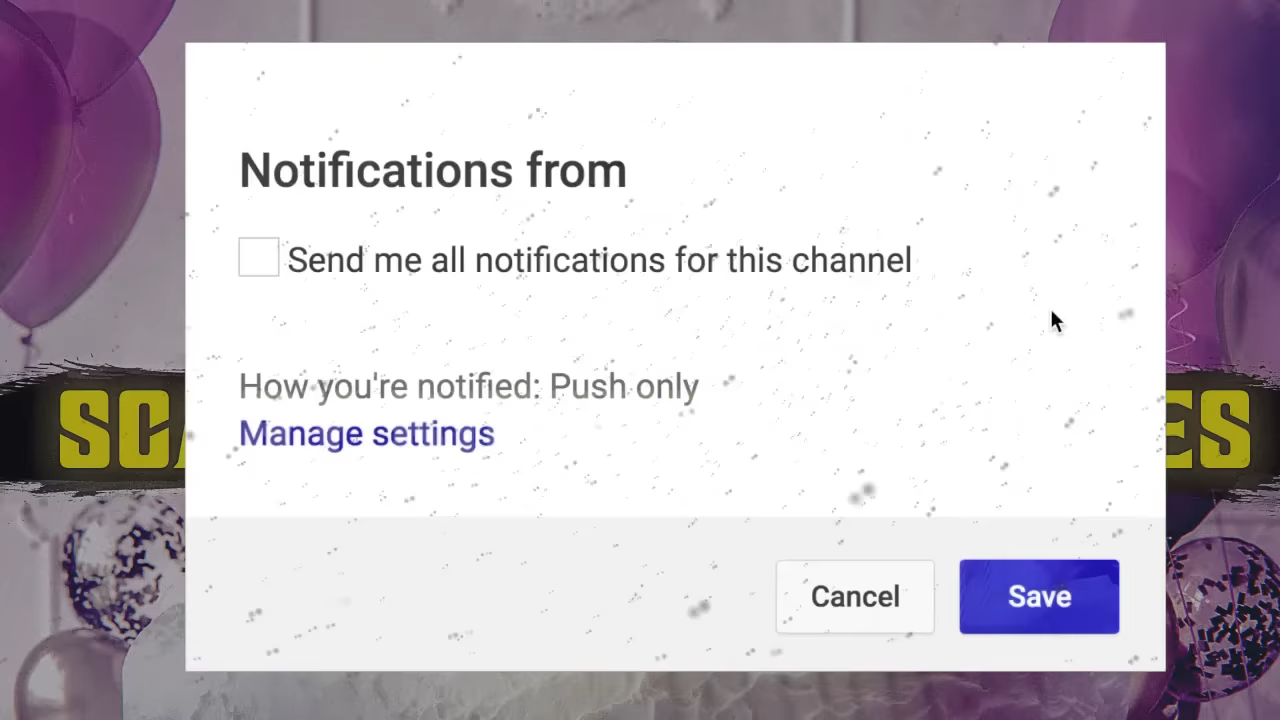 Notifications from
Send me all notifications for this channel
How you're notified: Push only
Manage settings
Cancel
Save